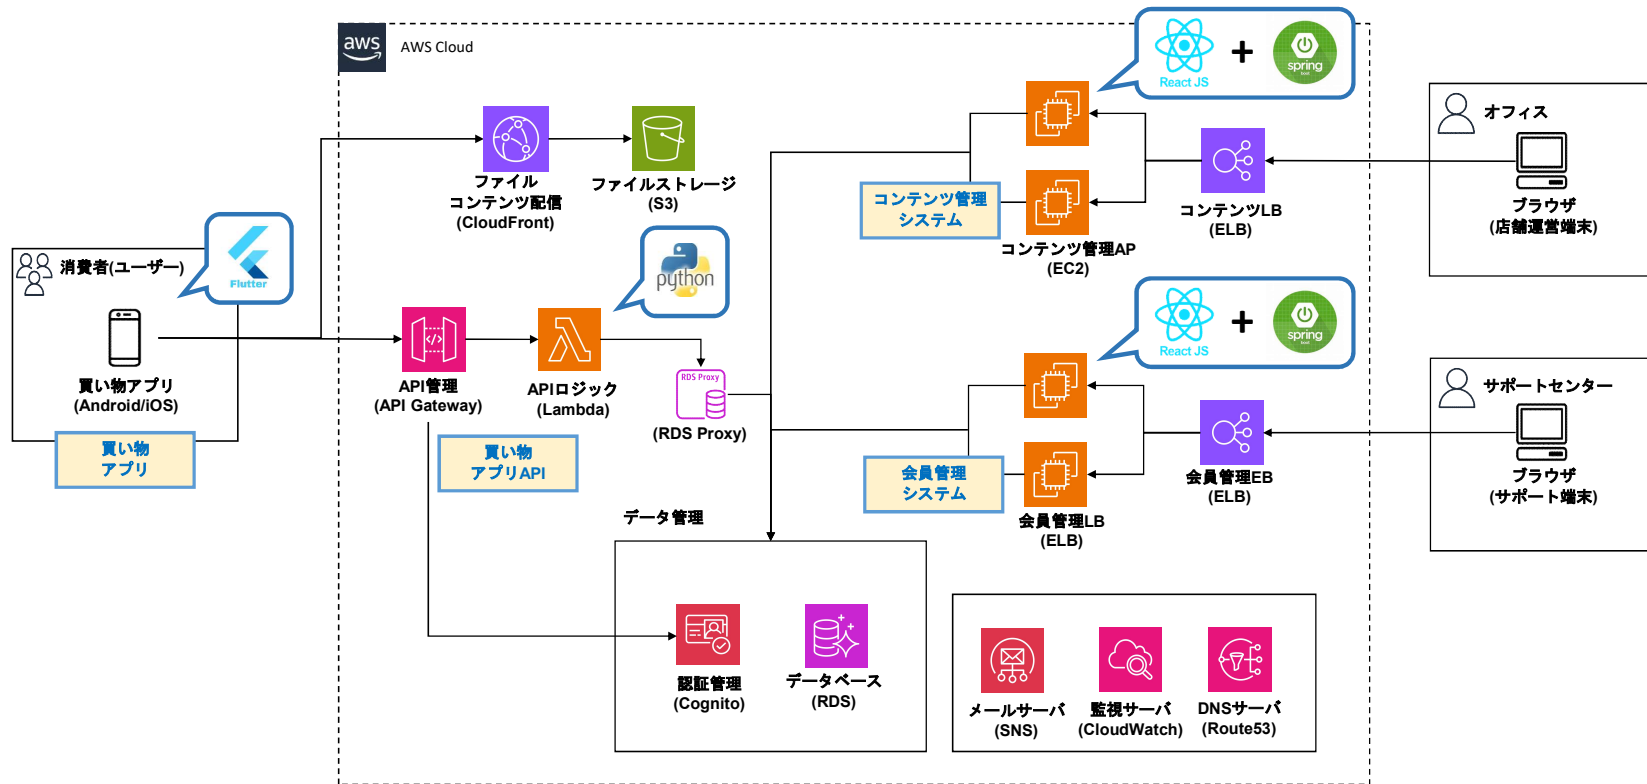 aws
AWS Cloud
React JS
+
spring
boot
オフィス
ブラウザ
(店舗運営端末)
ファイル
コンテンツ配信
(CloudFront)
ファイルストレージ
(S3)
コンテンツ管理
システム
コンテンツ管理AP
(EC2)
コンテンツLB
(ELB)
消費者(ユーザー)
Flutter
買い物アプリ
(Android/iOS)
買い物
アプリ
python
API管理
(API Gateway)
APIロジック
(Lambda)
RDS Proxy
(RDS Proxy)
買い物
アプリAPI
React JS
+
spring
boot
会員管理
システム
会員管理LB
(ELB)
会員管理EB
(ELB)
サポートセンター
ブラウザ
(サポート端末)
データ管理
認証管理
(Cognito)
データベース
(RDS)
メールサーバ
(SNS)
監視サーバ
(CloudWatch)
DNSサーバ
(Route53)